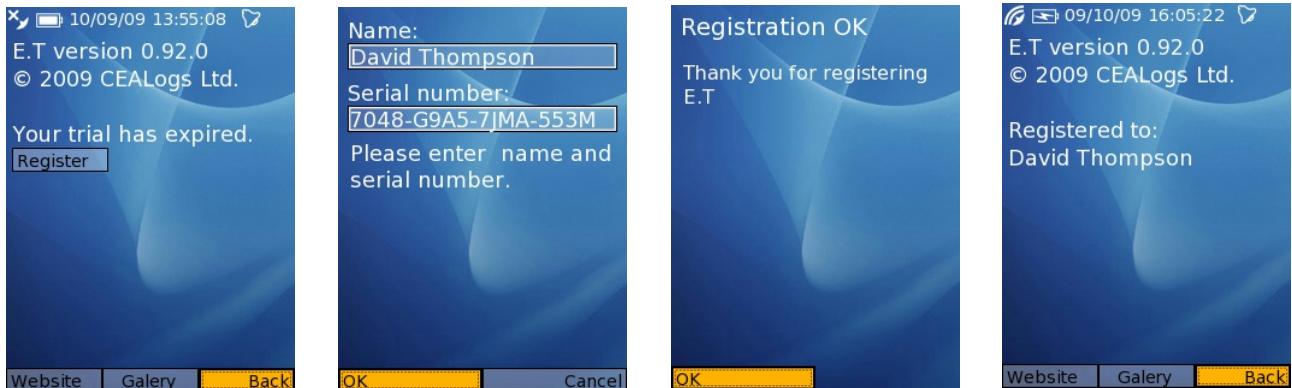 10/09/09 13:55:08
E.T version 0.92.0
© 2009 CEALogs Ltd.
Your trial has expired.
Register
Website Galery Back
Name:
David Thompson
Serial number:
7048-G9A5-7JMA-553M
Please enter name and
serial number.
OK Cancel
Registration OK
Thank you for registering
E.T
OK
09/10/09 16:05:22
E.T version 0.92.0
© 2009 CEALogs Ltd.
Registered to:
David Thompson
Website Galery Back